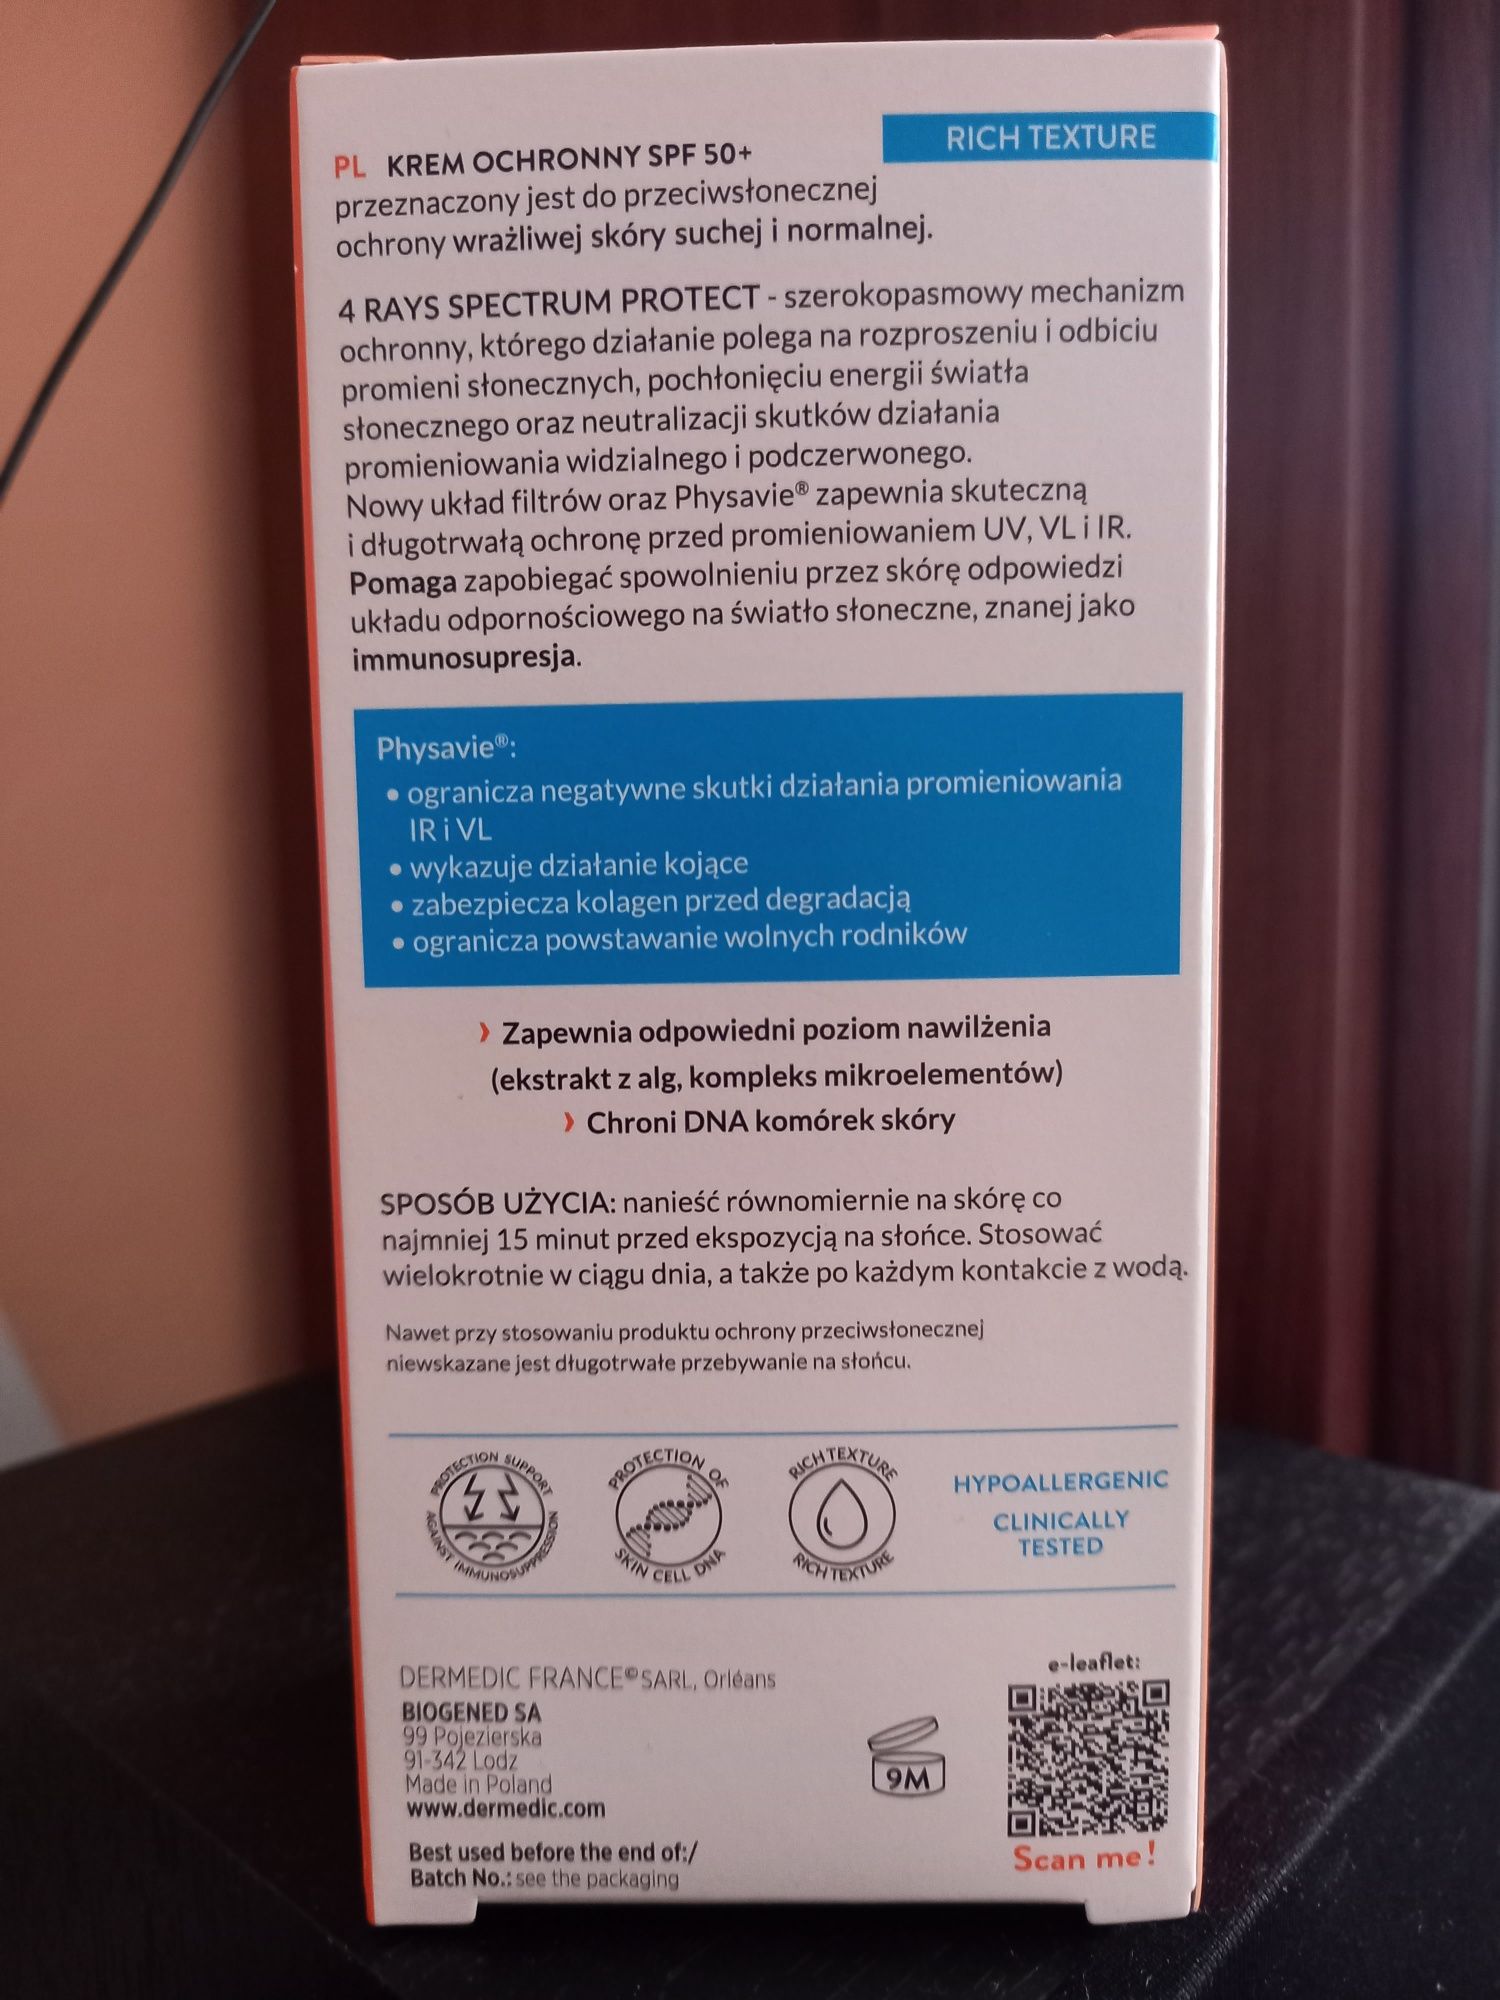 RICH TEXTURE
PL KREM OCHRONNY SPF 50+
przeznaczony jest do przeciwsłonecznej
ochrony wrażliwej skóry suchej i normalnej.
4 RAYS SPECTRUM PROTECT - szerokopasmowy mechanizm
ochronny, którego działanie polega na rozproszeniu i odbiciu
promieni słonecznych, pochłonięciu energii światła
słonecznego oraz neutralizacji skutków działania
promieniowania widzialnego i podczerwonego.
Nowy układ filtrów oraz Physavie® zapewnia skuteczną
i długotrwałą ochronę przed promieniowaniem UV, VL i IR.
Pomaga zapobiegać spowolnieniu przez skórę odpowiedzi
układu odpornościowego na światło słoneczne, znanej jako
immunosupresja.
Physavie®:
• ogranicza negatywne skutki działania promieniowania
IR i VL
• wykazuje działanie kojące
• zabezpiecza kolagen przed degradacją
• ogranicza powstawanie wolnych rodników
› Zapewnia odpowiedni poziom nawilżenia
(ekstrakt z alg, kompleks mikroelementów)
› Chroni DNA komórek skóry
SPOSÓB UŻYCIA: nanieść równomiernie na skórę co
najmniej 15 minut przed ekspozycją na słońce. Stosować
wielokrotnie w ciągu dnia, a także po każdym kontakcie z wodą.
Nawet przy stosowaniu produktu ochrony przeciwsłonecznej
niewskazane jest długotrwałe przebywanie na słońcu.
PROTECTION SUPPORT
AGAINST IMMUNOSUPPRESSION
PROTECTION OF
SKIN CELL DNA
RICH TEXTURE
RICH TEXTURE
HYPOALLERGENIC
CLINICALLY
TESTED
DERMEDIC FRANCE© SARL, Orléans
BIOGENED SA
99 Pojezierska
91-342 Lodz
Made in Poland
www.dermedic.com
Best used before the end of:/
Batch No.: see the packaging
9M
e-leaflet:
Scan me!